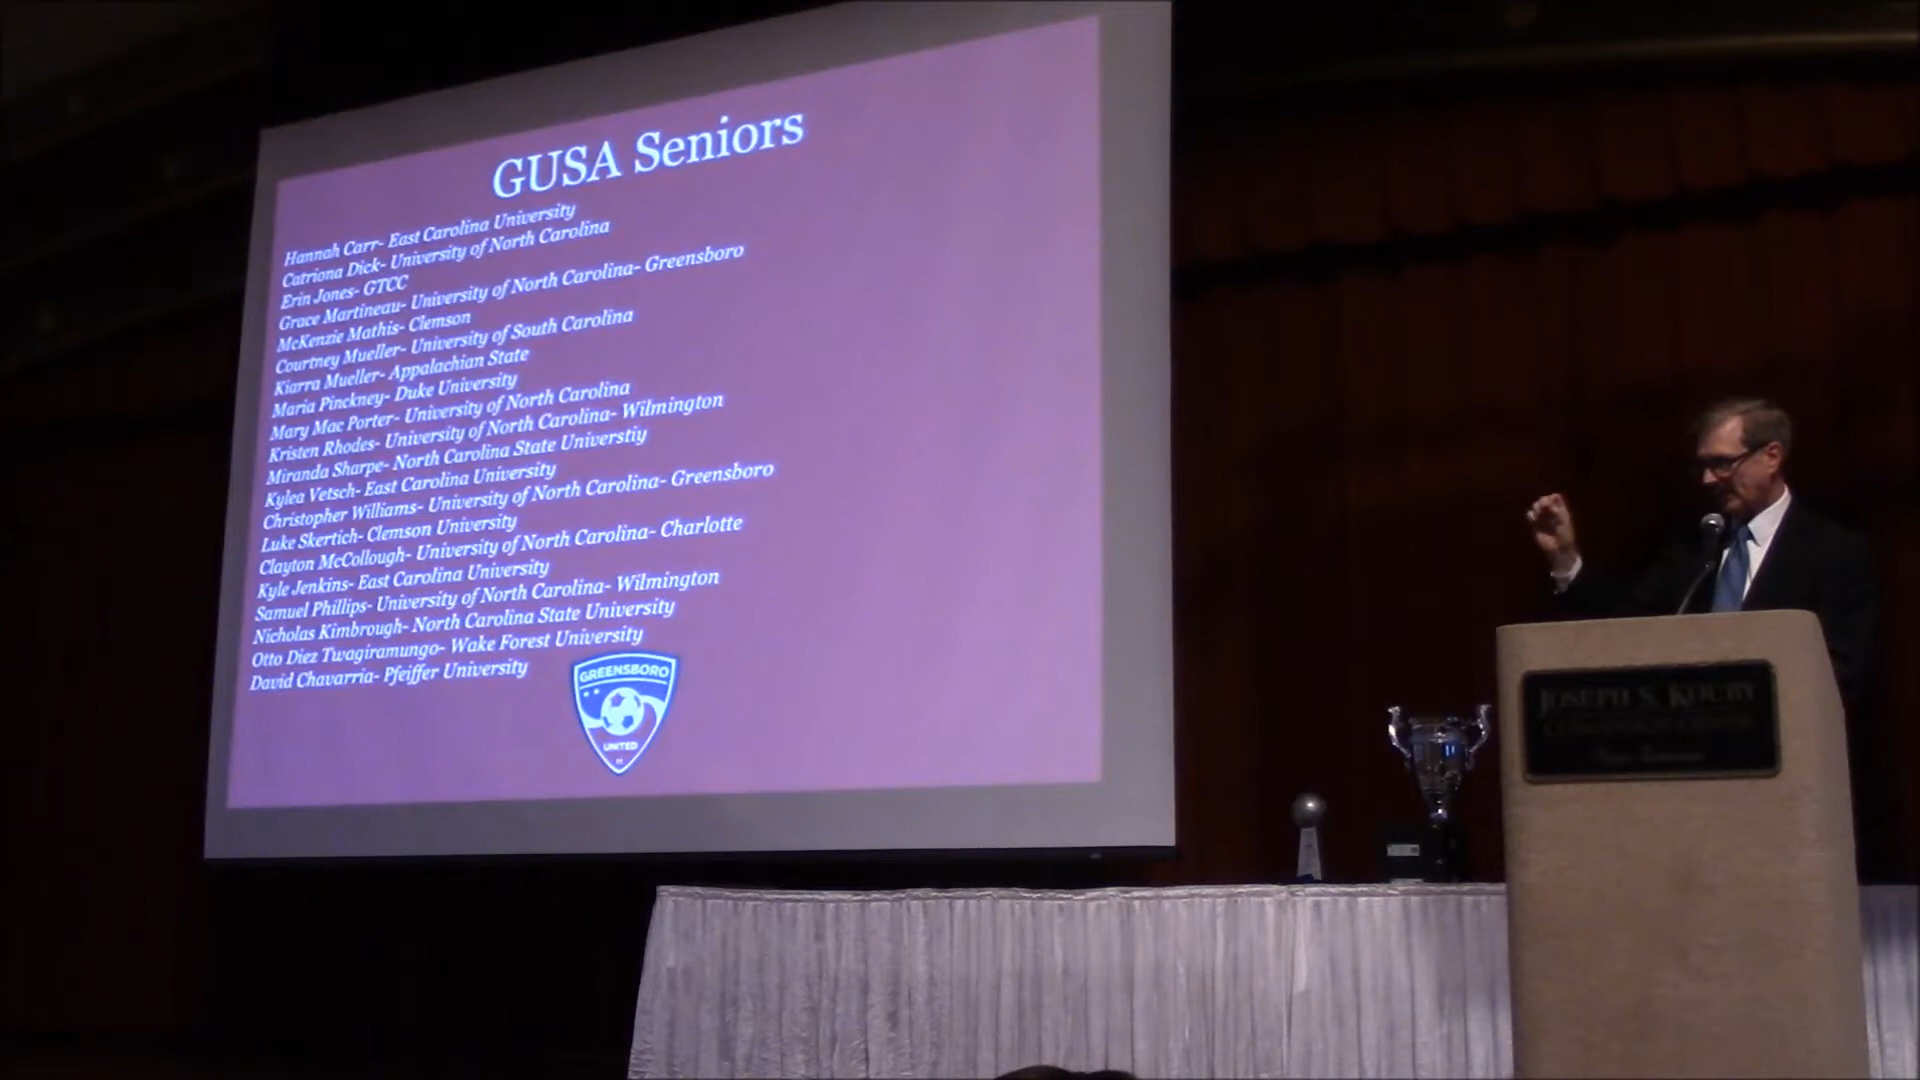 GUSA Seniors
Hannah Carr- East Carolina University
Catriona Dick- University of North Carolina
Erin Jones- GTCC
Grace Martineau- University of North Carolina- Greensboro
McKenzie Mathis- Clemson
Courtney Mueller- University of South Carolina
Kiarra Mueller- Appalachian State
Maria Pinckney- Duke University
Mary Mac Porter- University of North Carolina
Kristen Rhodes- University of North Carolina- Wilmington
Miranda Sharpe- North Carolina State Universtiy
Kylea Vetsch- East Carolina University
Christopher Williams- University of North Carolina- Greensboro
Luke Skertich- Clemson University
Clayton McCollough- University of North Carolina- Charlotte
Kyle Jenkins- East Carolina University
Samuel Phillips- University of North Carolina- Wilmington
Nicholas Kimbrough- North Carolina State University
Otto Diez Twagiramungo- Wake Forest University
David Chavarria- Pfeiffer University
GREENSBORO
UNITED
JOSEPH S. KOURY